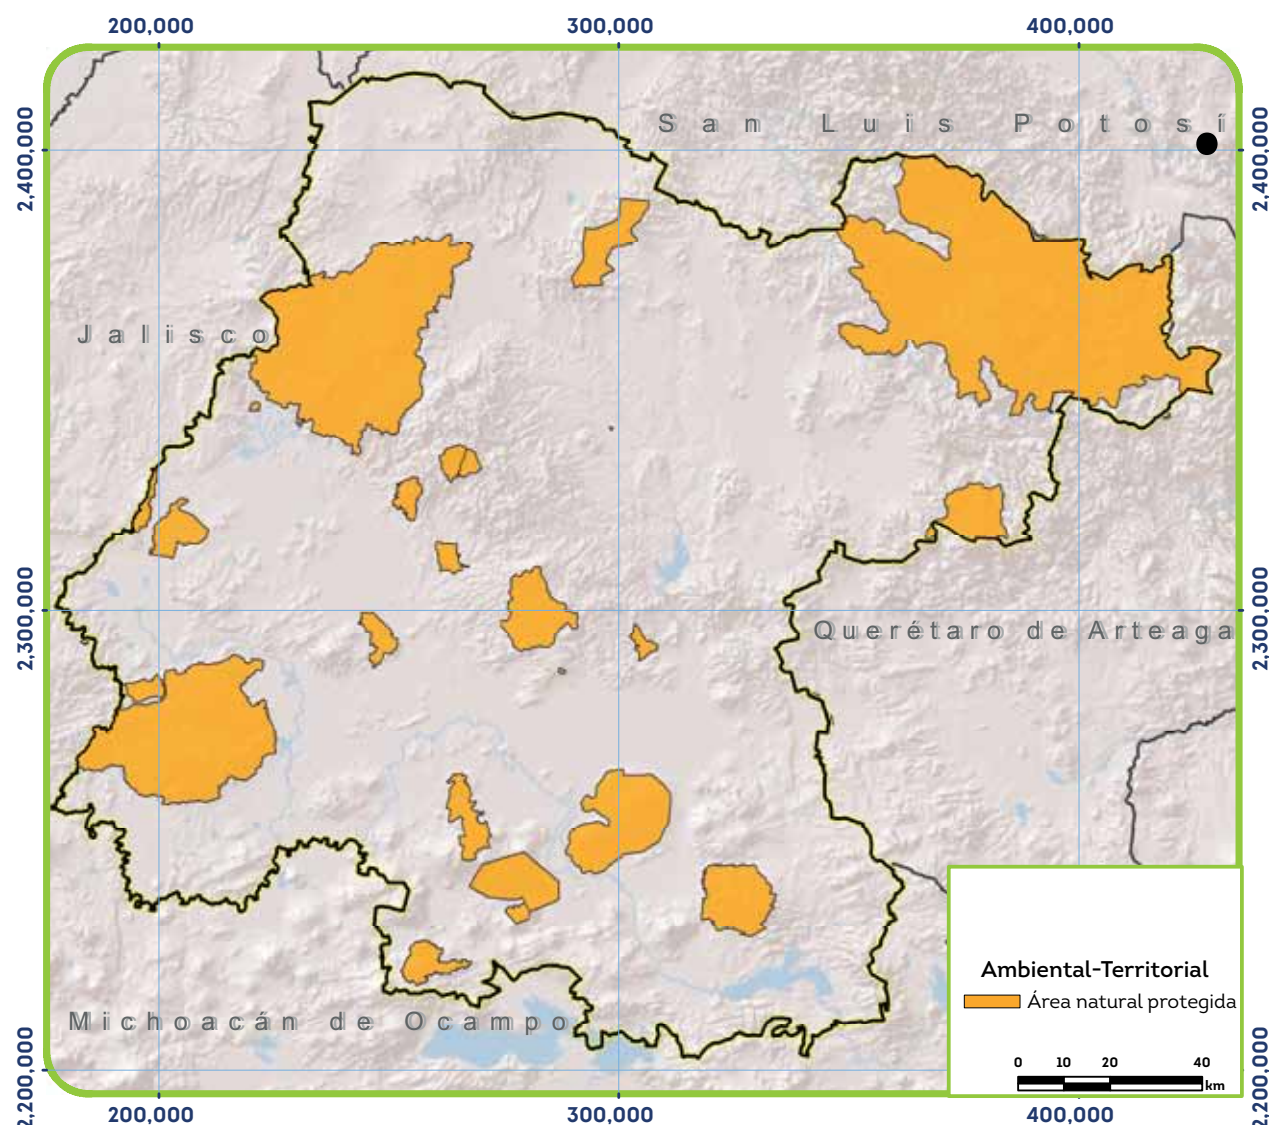 200,000 300,000 400,000
San Luis Potosí
2,400,000 2,400,000
Jalisco
2,300,000 2,300,000
Querétaro de Arteaga
Ambiental-Territorial
Área natural protegida
Michoacán de Ocampo
0 10 20 40
km
2,200,000 2,200,000
200,000 300,000 400,000